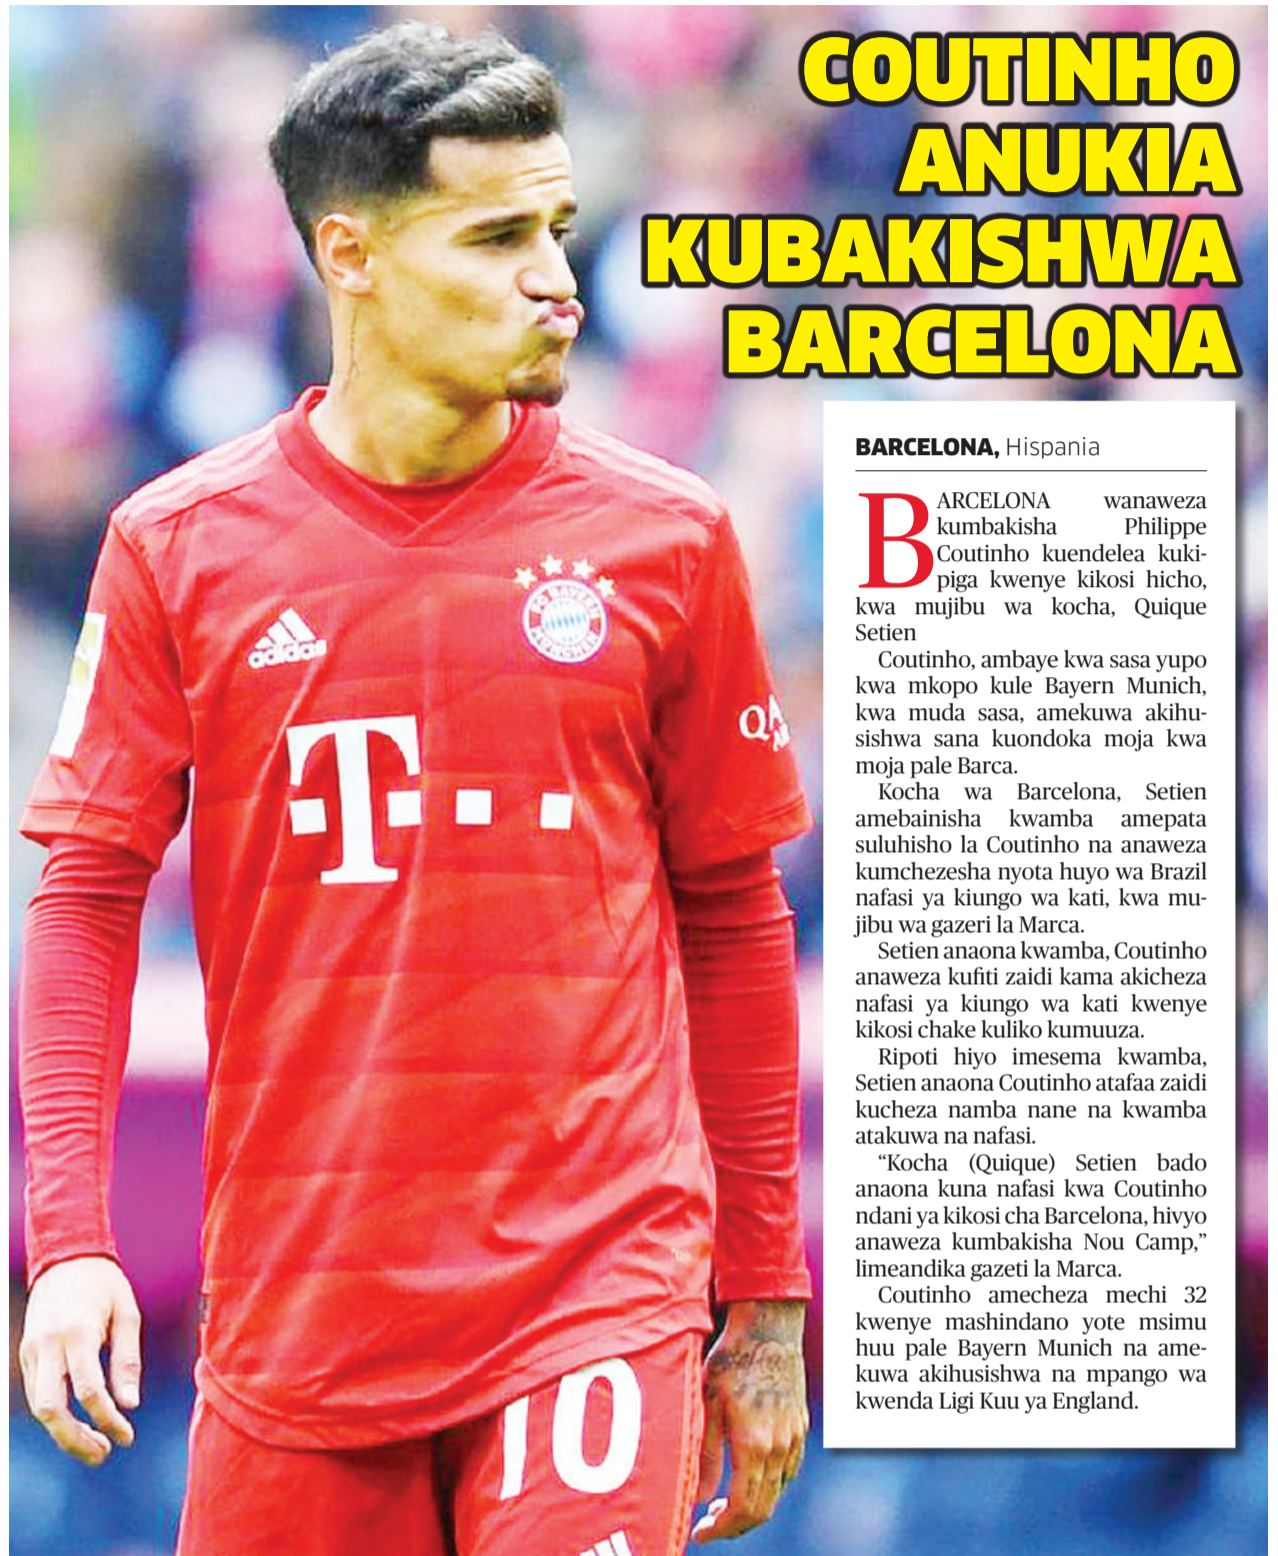 COUTINHO
ANUKIA
KUBAKISHWA
BARCELONA
BARCELONA, Hispania
BARCELONA wanaweza
kumbakisha Philippe
Coutinho kuendelea kuki-
piga kwenye kikosi hicho,
kwa mujibu wa kocha, Quique
Setien
Coutinho, ambaye kwa sasa yupo
kwa mkopo kule Bayern Munich,
kwa muda sasa, amekuwa akihu-
sishwa sana kuondoka moja kwa
moja pale Barca.
Kocha wa Barcelona, Setien
amebainisha kwamba amepata
suluhisho la Coutinho na anaweza
kumchezesha nyota huyo wa Brazil
nafasi ya kiungo wa kati, kwa mu-
jibu wa gazeri la Marca.
Setien anaona kwamba, Coutinho
anaweza kufiti zaidi kama akicheza
nafasi ya kiungo wa kati kwenye
kikosi chake kuliko kumuuza.
Ripoti hiyo imesema kwamba,
Setien anaona Coutinho atafaa zaidi
kucheza namba nane na kwamba
atakuwa na nafasi.
“Kocha (Quique) Setien bado
anaona kuna nafasi kwa Coutinho
ndani ya kikosi cha Barcelona, hivyo
anaweza kumbakisha Nou Camp,”
limeandika gazeti la Marca.
Coutinho amecheza mechi 32
kwenye mashindano yote msimu
huu pale Bayern Munich na ame-
kuwa akihusishwa na mpango wa
kwenda Ligi Kuu ya England.
adidas
FC BAYERN
MÜNCHEN
T
10